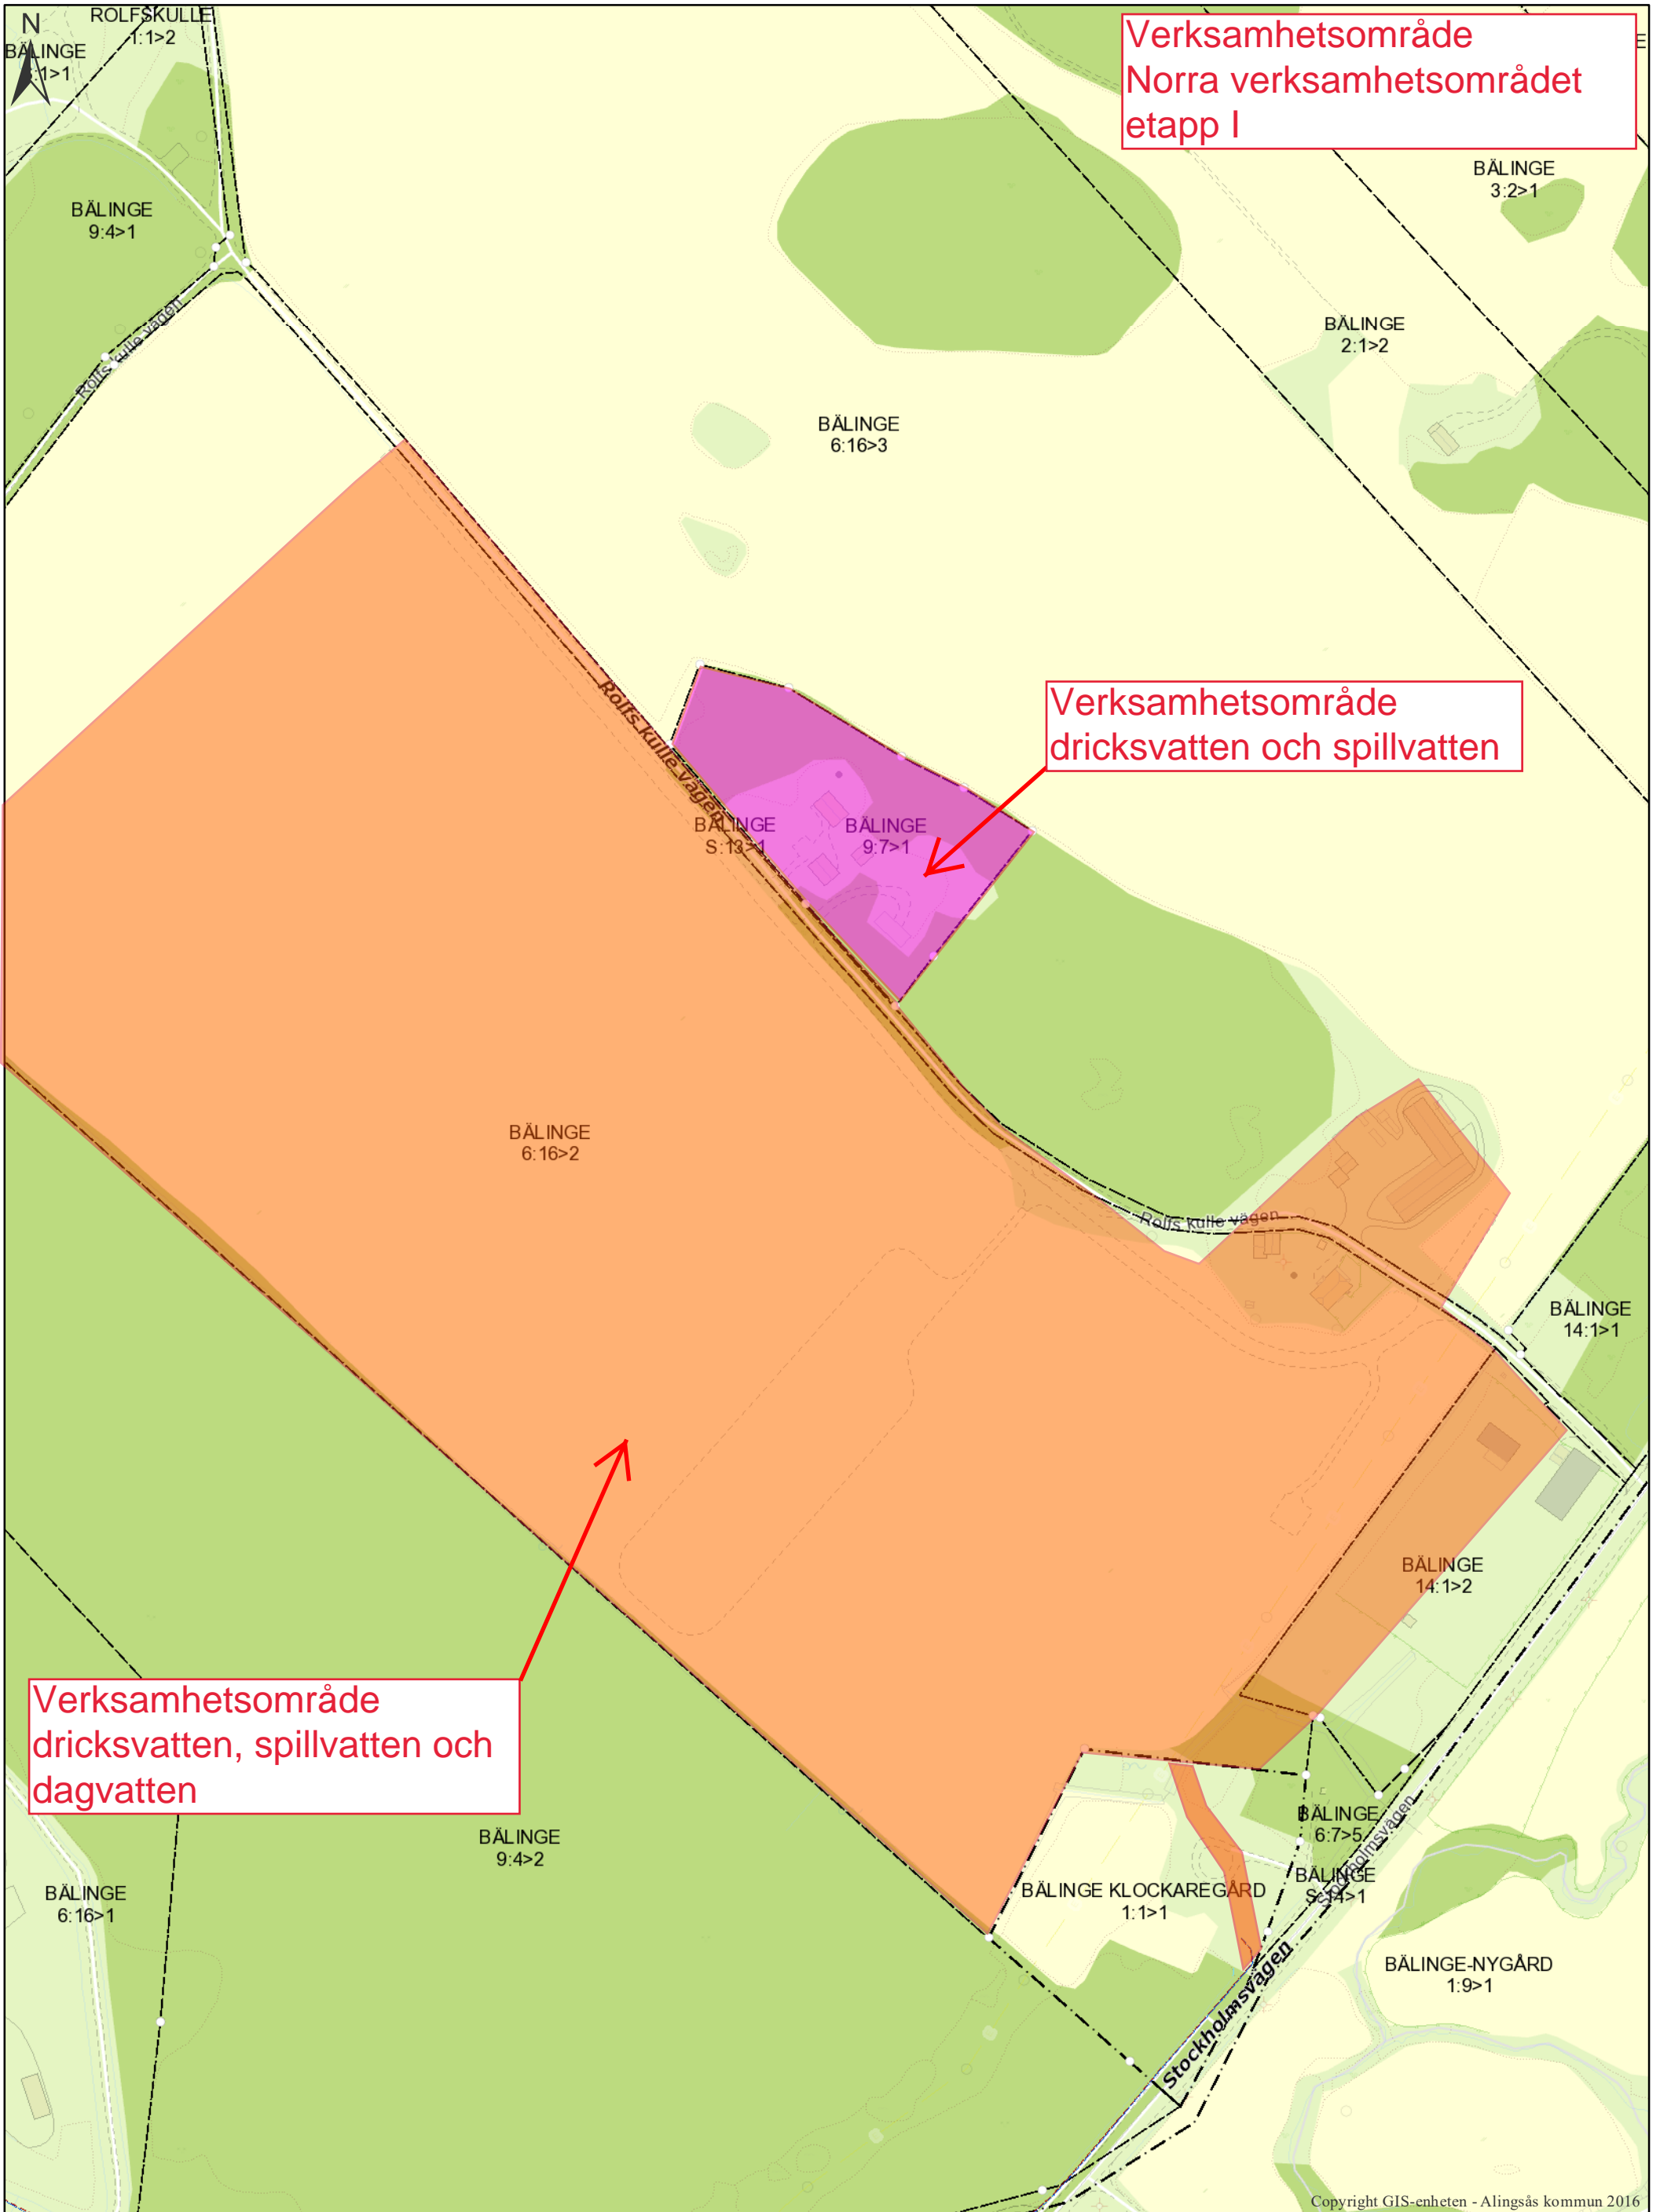 N
ROLFSKULLE
1:1>2
BÄLINGE
Verksamhetsområde
Norra verksamhetsområdet
etapp I
BÄLINGE
3:2>1
BÄLINGE
9:4>1
Rolfs kulle vägen
BÄLINGE
2:1>2
BÄLINGE
6:16>3
Rolfs kulle vägen
Verksamhetsområde
dricksvatten och spillvatten
BÄLINGE
S:13>1
BÄLINGE
9:7>1
BÄLINGE
6:16>2
Rolfs kulle vägen
BÄLINGE
14:1>1
BÄLINGE
14:1>2
Verksamhetsområde
dricksvatten, spillvatten och
dagvatten
BÄLINGE
9:4>2
BÄLINGE
6:16>1
BÄLINGE
6:7>5
Stockholmsvägen
BÄLINGE
S:14>1
BÄLINGE KLOCKAREGÅRD
1:1>1
BÄLINGE-NYGÅRD
1:9>1
Stockholmsvägen
Copyright GIS-enheten - Alingsås kommun 2016